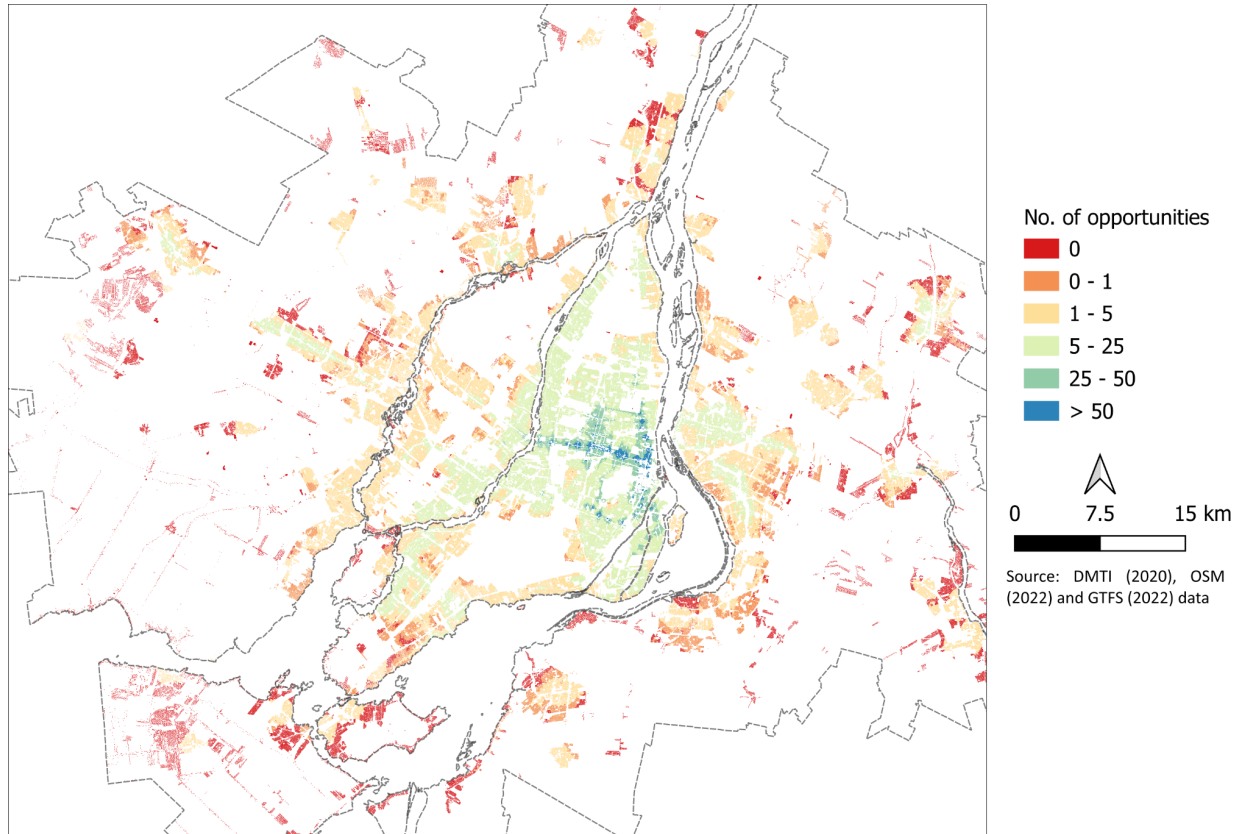 No. of opportunities
0
0 - 1
1 - 5
5 - 25
25 - 50
> 50
0 7.5 15 km
Source: DMTI (2020), OSM
(2022) and GTFS (2022) data